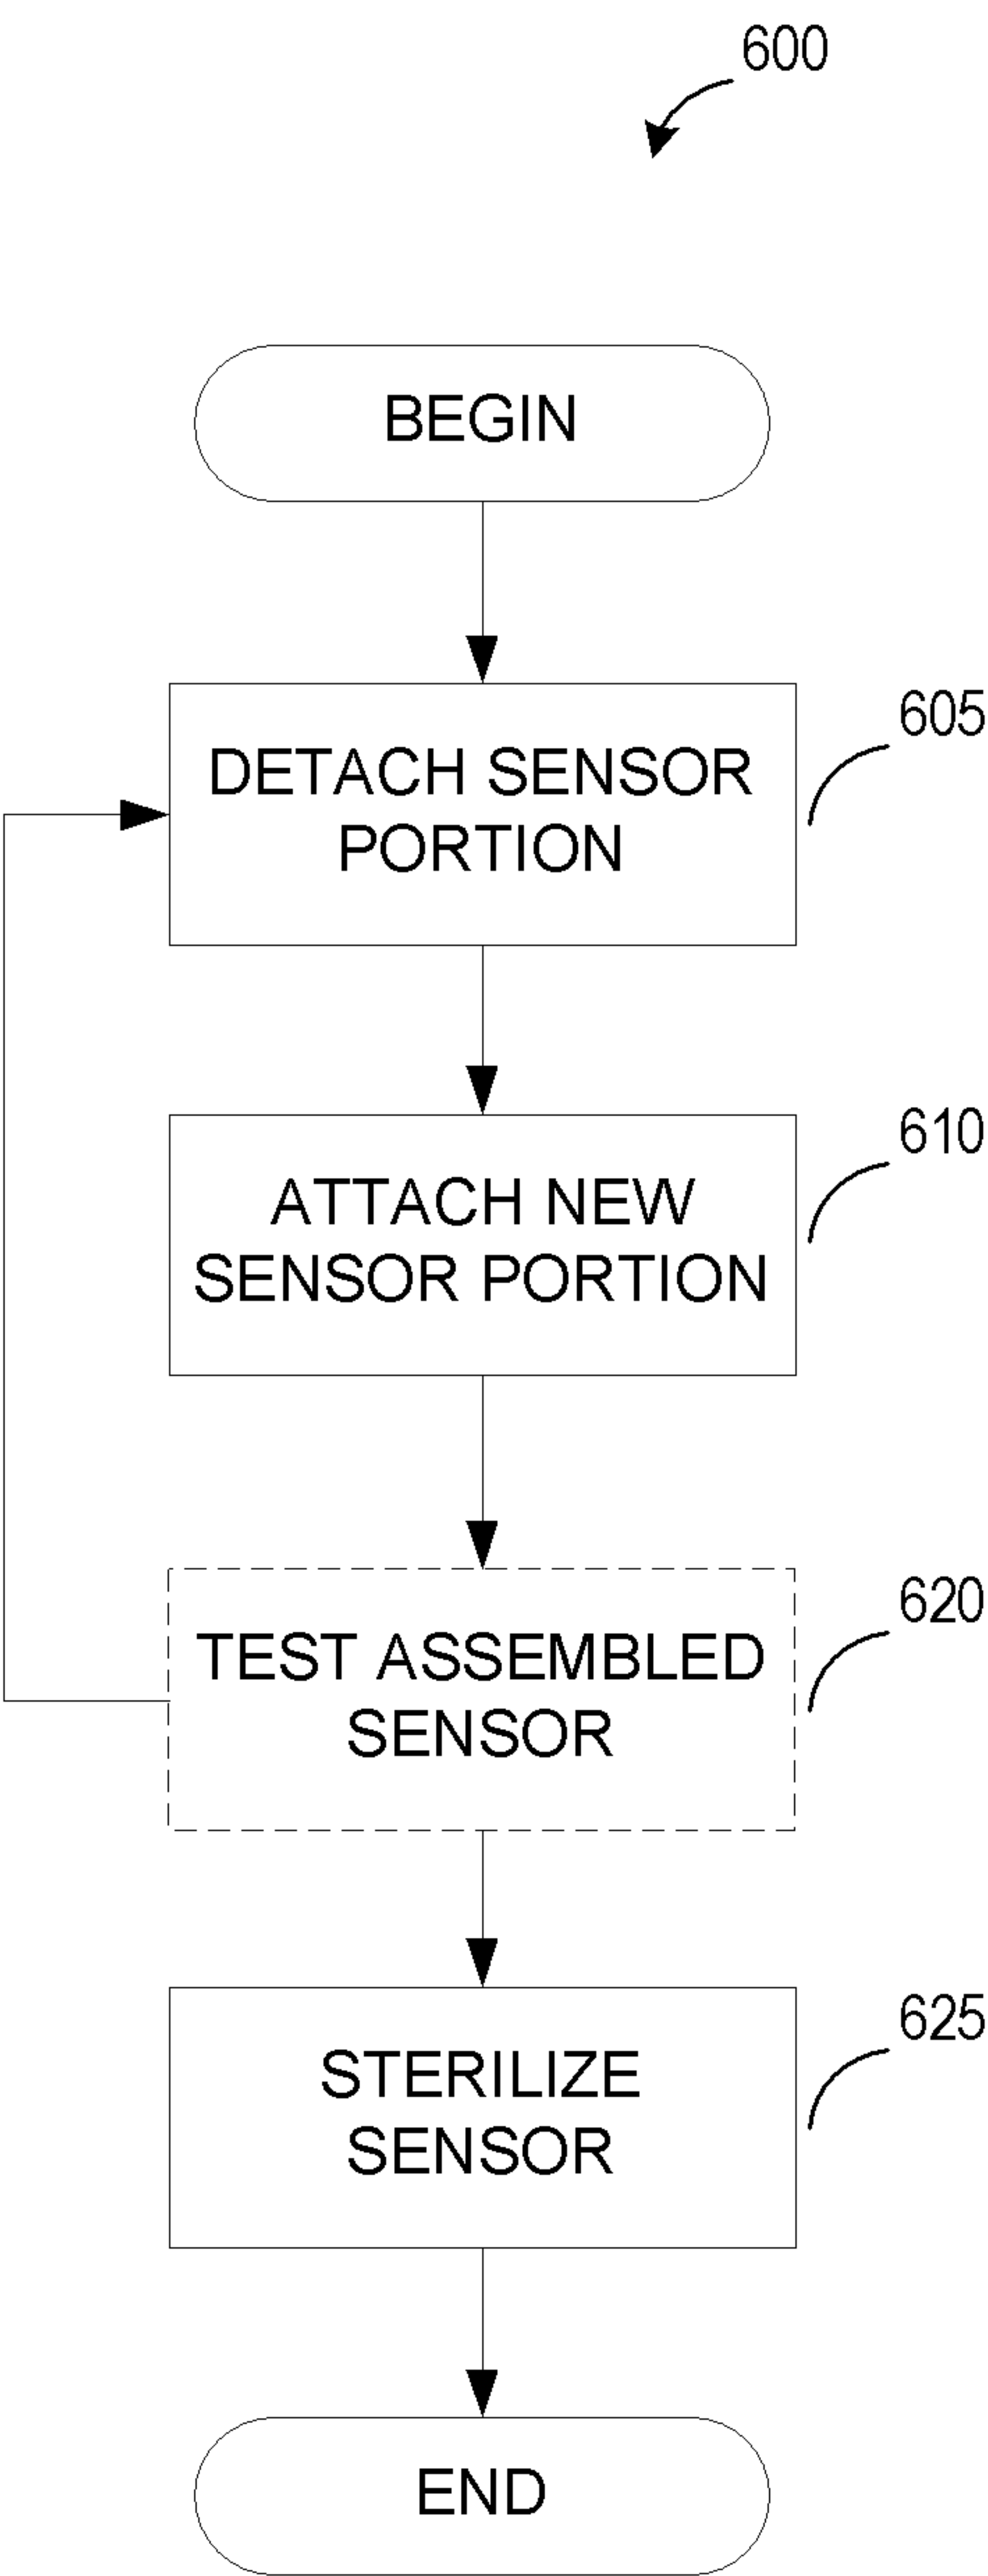 600
BEGIN
605
DETACH SENSOR
PORTION
610
ATTACH NEW
SENSOR PORTION
620
TEST ASSEMBLED
SENSOR
625
STERILIZE
SENSOR
END